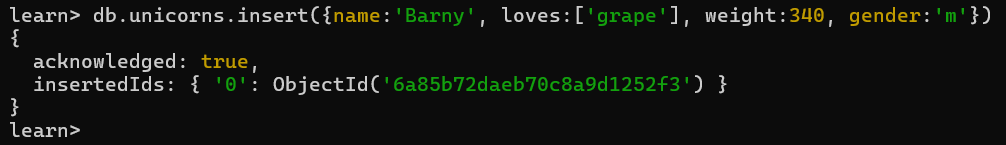 learn> db.unicorns.insert({name:'Barny', loves:['grape'], weight:340, gender:'m'})
{
  acknowledged: true,
  insertedIds: { '0': ObjectId('6a85b72daeb70c8a9d1252f3') }
}
learn>